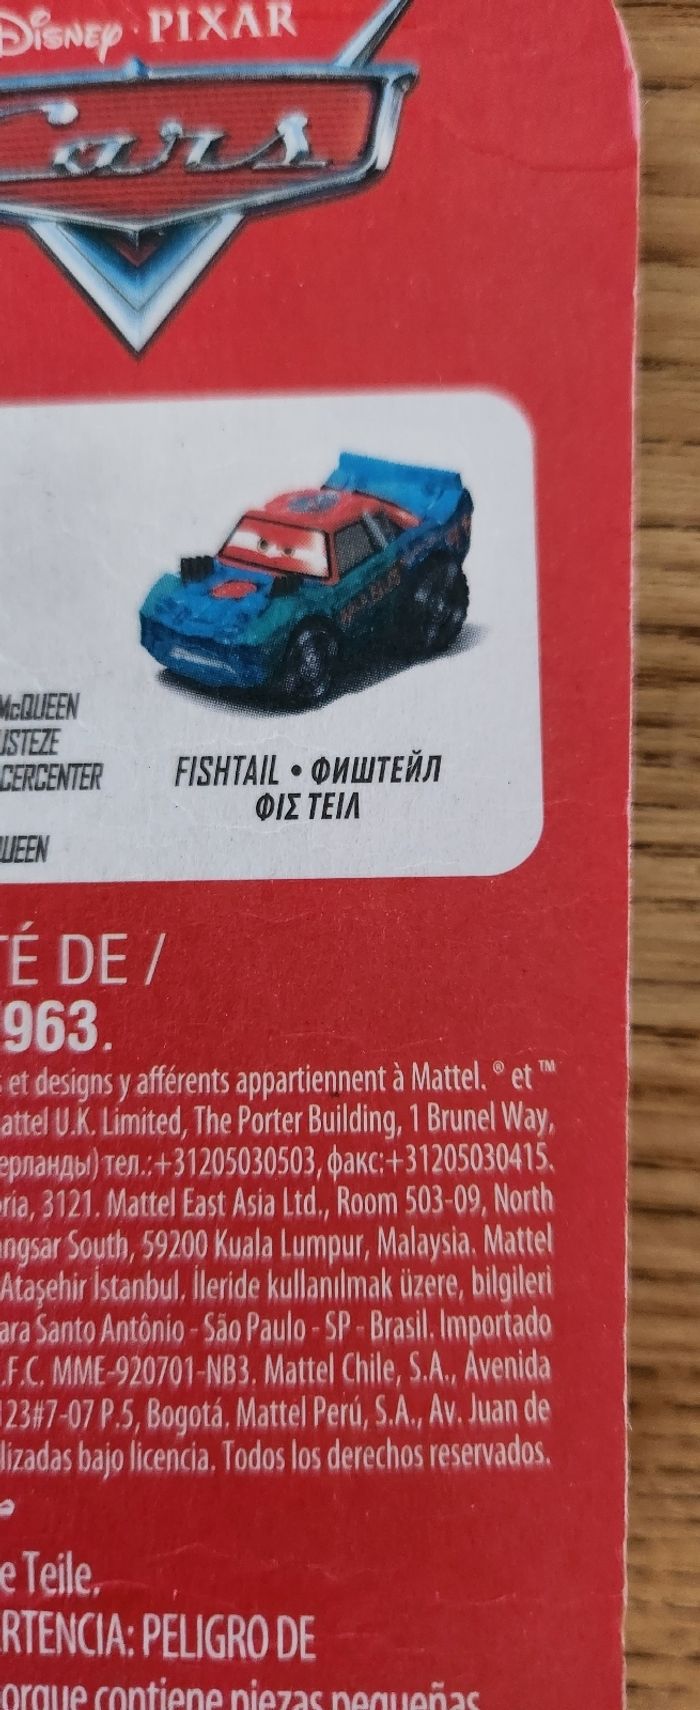 Disney · PIXAR
Cars
McQUEEN
USTEZE
CERCENTER
UEEN
FISHTAIL • ФИШТЕЙЛ
ΦΙΣ ΤΕΙΛ
TÉ DE /
963.
s et designs y afférents appartiennent à Mattel. ® et ™
attel U.K. Limited, The Porter Building, 1 Brunel Way,
ерланды) тел.:+31205030503, факс:+31205030415.
oria, 3121. Mattel East Asia Ltd., Room 503-09, North
angsar South, 59200 Kuala Lumpur, Malaysia. Mattel
Ataşehir İstanbul. İleride kullanılmak üzere, bilgileri
ara Santo Antônio - São Paulo - SP - Brasil. Importado
.F.C. MME-920701-NB3. Mattel Chile, S.A., Avenida
123#7-07 P.5, Bogotá. Mattel Perú, S.A., Av. Juan de
lizadas bajo licencia. Todos los derechos reservados.
e Teile.
RTENCIA: PELIGRO DE
orque contiene piezas pequeñas